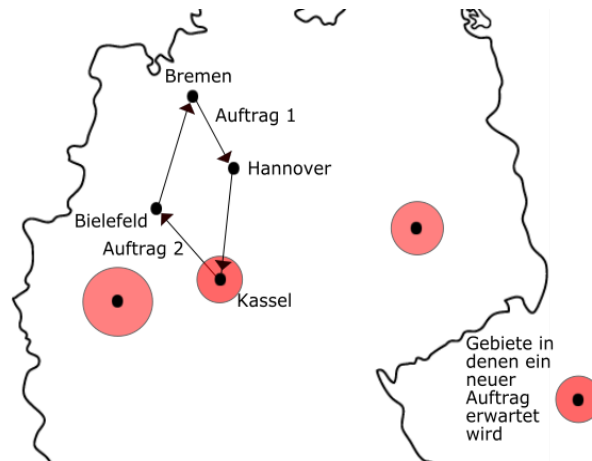 Bremen
Auftrag 1
Hannover
Bielefeld
Auftrag 2
Kassel
Gebiete in
denen ein
neuer
Auftrag
erwartet
wird